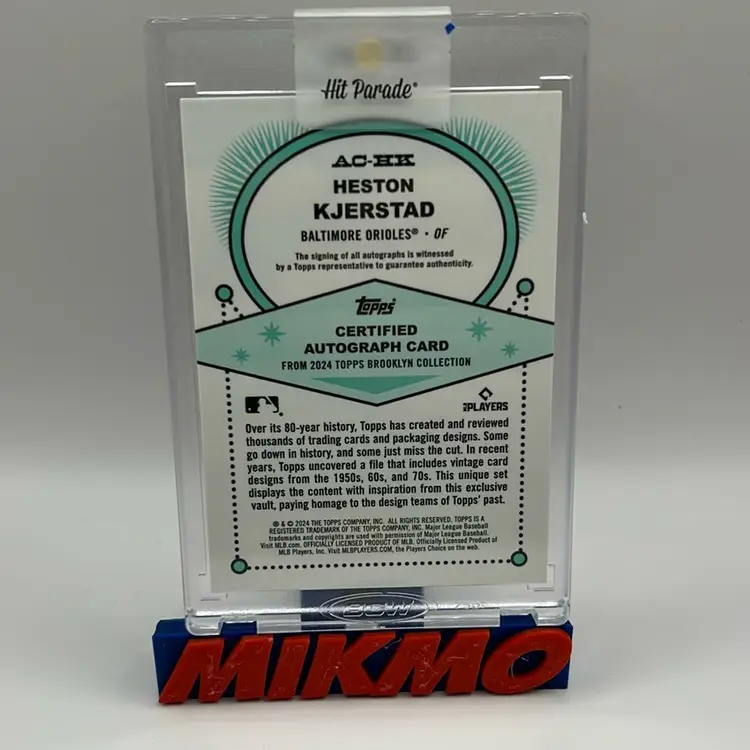 Hit Parade®
AC-HK
HESTON
KJERSTAD
BALTIMORE ORIOLES® • OF
The signing of all autographs is witnessed
by a Topps representative to guarantee authenticity.
topps
CERTIFIED
AUTOGRAPH CARD
FROM 2024 TOPPS BROOKLYN COLLECTION
MLB PLAYERS
Over its 80-year history, Topps has created and reviewed
thousands of trading cards and packaging designs. Some
go down in history, and some just miss the cut. In recent
years, Topps uncovered a file that includes vintage card
designs from the 1950s, 60s, and 70s. This unique set
displays the content with inspiration from this exclusive
vault, paying homage to the design teams of Topps' past.
® & © 2024 THE TOPPS COMPANY, INC. ALL RIGHTS RESERVED. TOPPS IS A
REGISTERED TRADEMARK OF THE TOPPS COMPANY, INC. Major League Baseball
trademarks and copyrights are used with permission of Major League Baseball.
Visit MLB.com. OFFICIALLY LICENSED PRODUCT OF MLB. Officially Licensed Product of
MLB Players, Inc. Visit MLBPLAYERS.com, the Players Choice on the web.
BCW
MIKMO